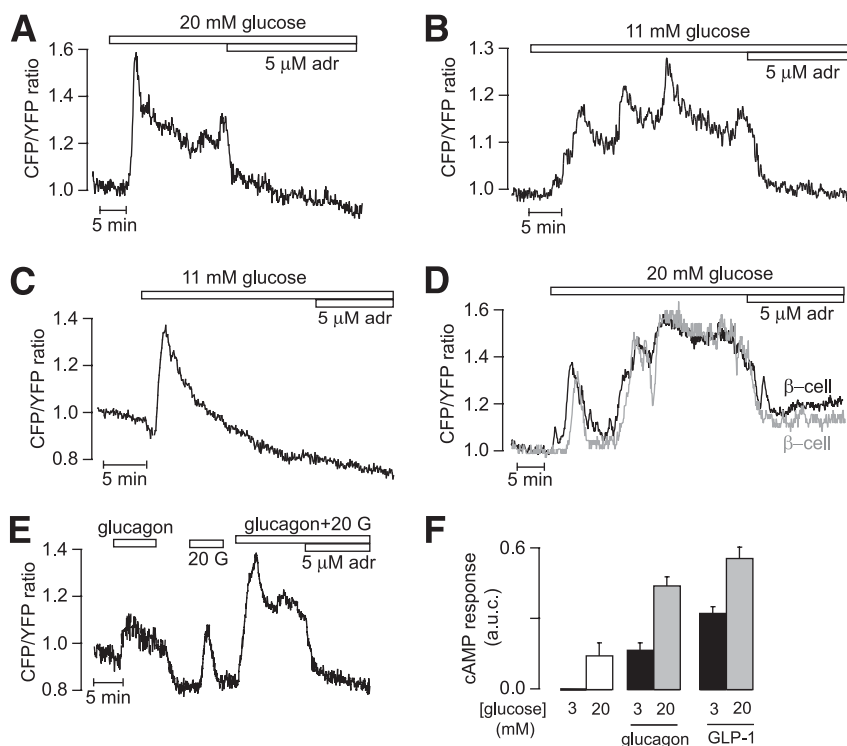 A
20 mM glucose
5 μM adr
CFP/YFP ratio
1.6
1.4
1.2
1.0
5 min
B
11 mM glucose
5 μM adr
CFP/YFP ratio
1.3
1.2
1.1
1.0
5 min
C
11 mM glucose
5 μM adr
CFP/YFP ratio
1.4
1.2
1.0
0.8
5 min
D
20 mM glucose
5 μM adr
CFP/YFP ratio
1.6
1.4
1.2
1.0
β–cell
β–cell
5 min
E
glucagon
20 G
glucagon+20 G
5 μM adr
CFP/YFP ratio
1.4
1.2
1.0
0.8
5 min
F
cAMP response
(a.u.c.)
0.6
0.0
[glucose] 3 20 3 20 3 20
(mM)
glucagon GLP-1